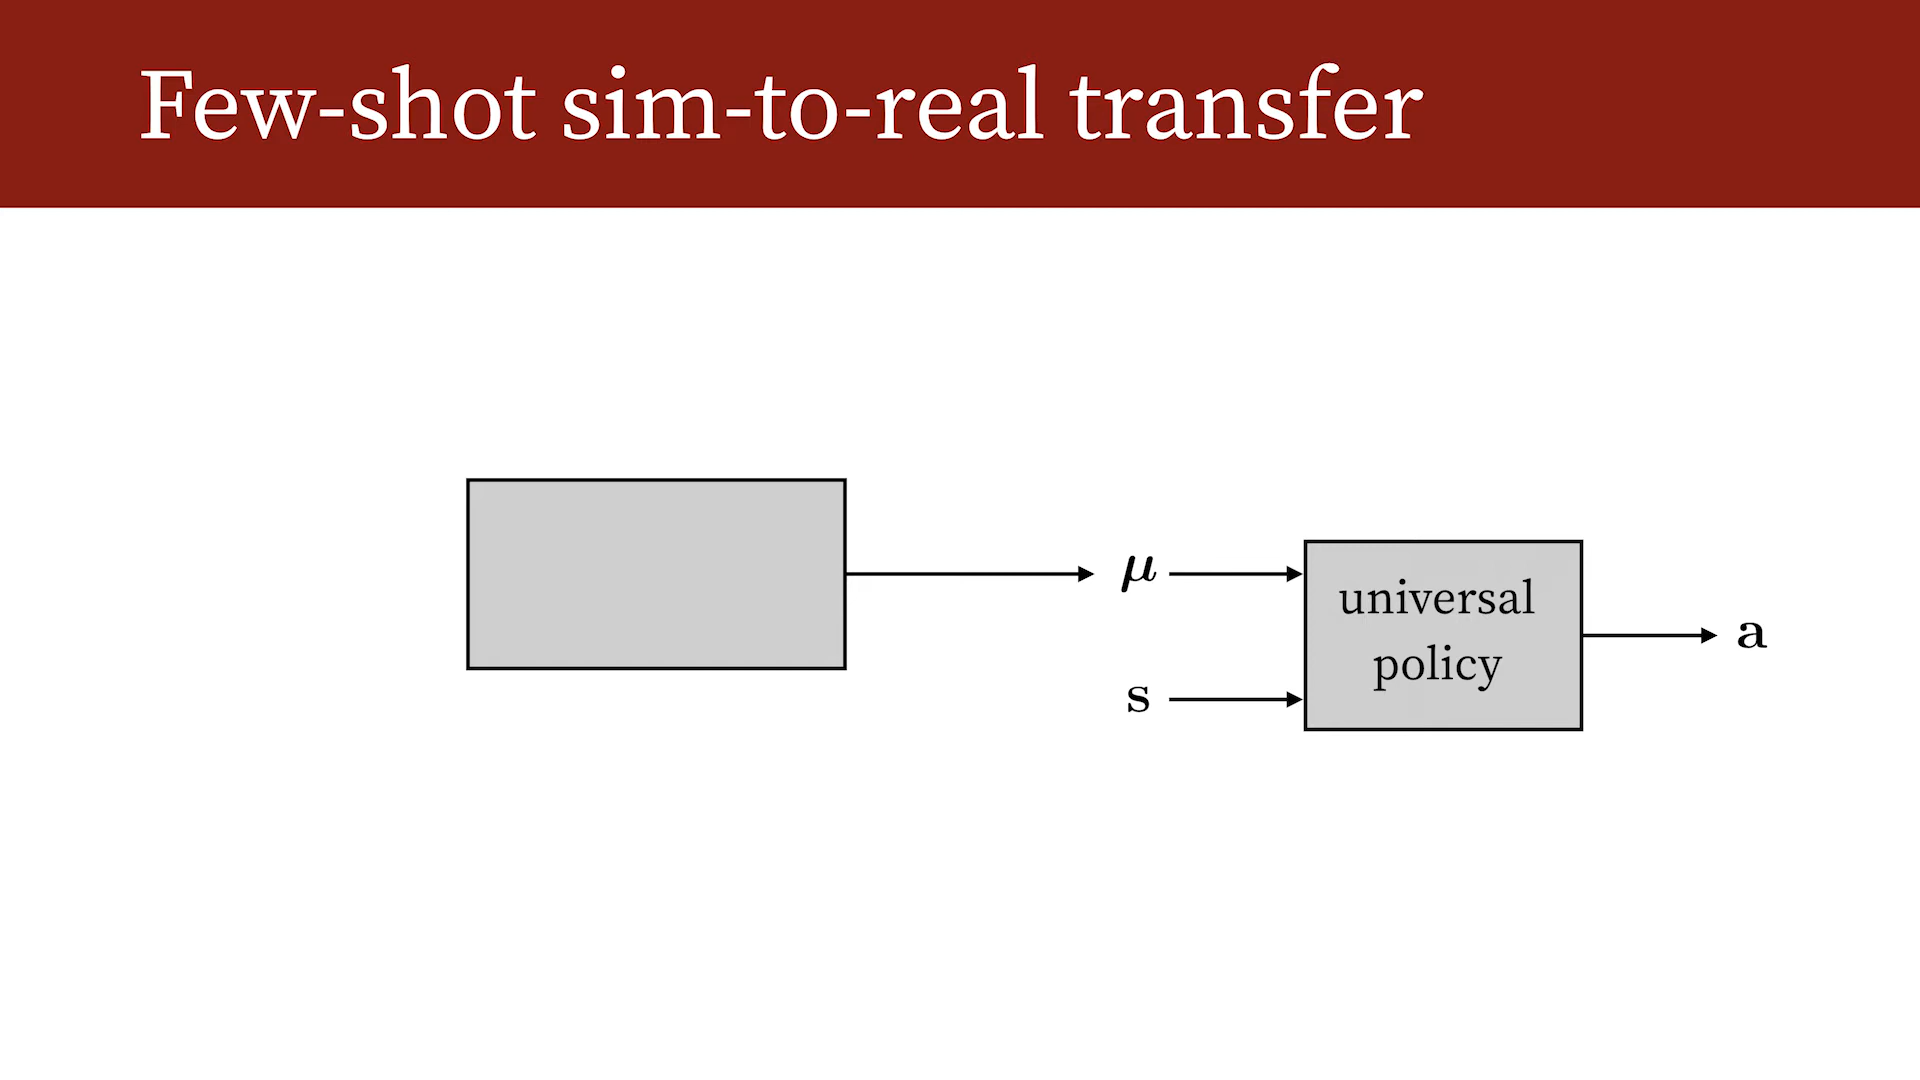 Few-shot sim-to-real transfer
μ
universal
policy
a
s